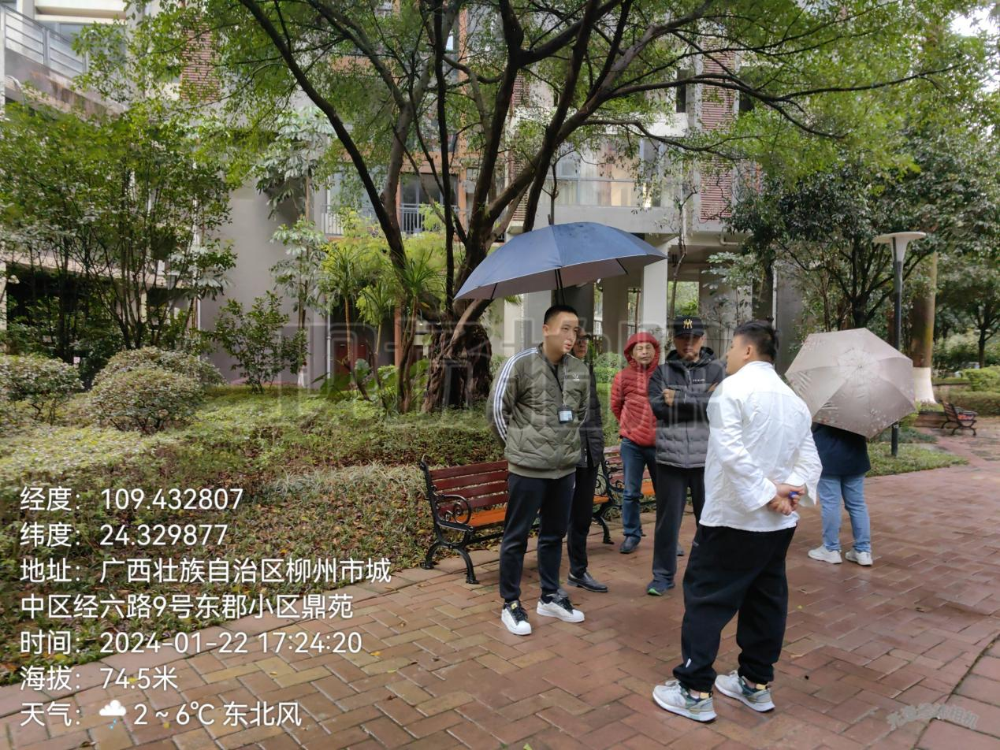 经度：109.432807
纬度：24.329877
地址：广西壮族自治区柳州市城
中区经六路9号东郡小区鼎苑
时间：2024-01-22 17:24:20
海拔：74.5米
天气：2～6℃ 东北风